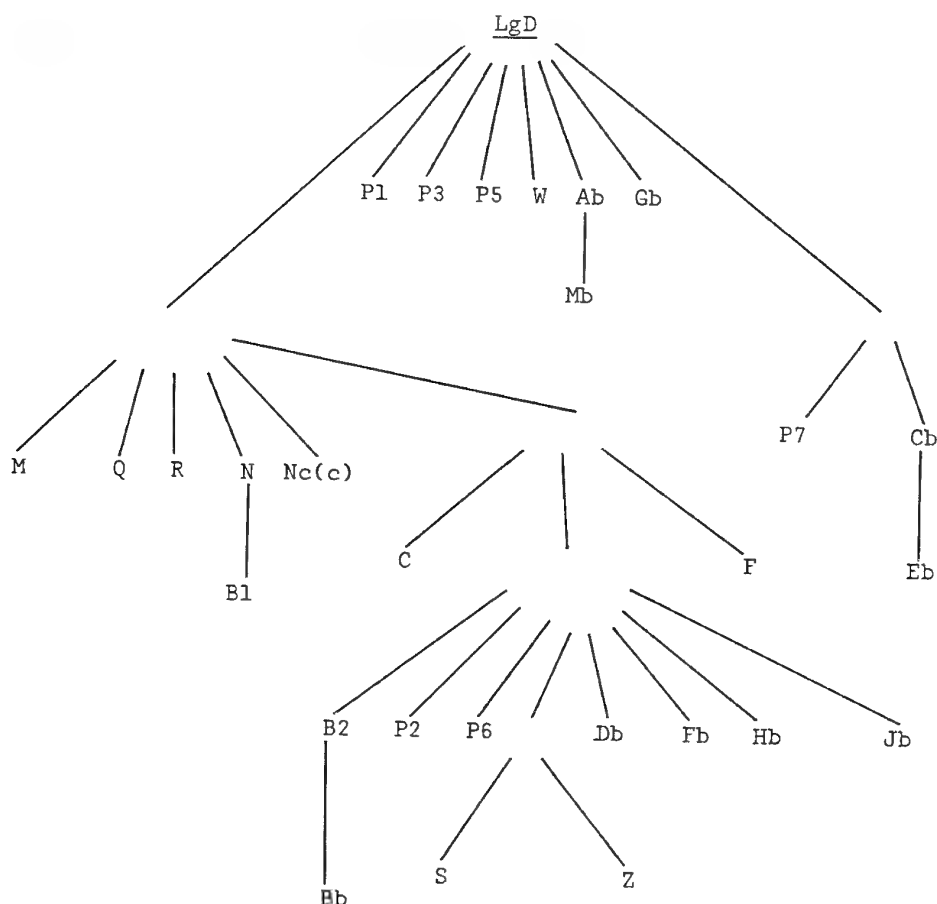 LgD
P1 P3 P5 W Ab Gb
Mb
P7 Cb
M Q R N Nc(c)
C F Eb
B1
B2 P2 P6 Db Fb Hb Jb
S Z
Bb